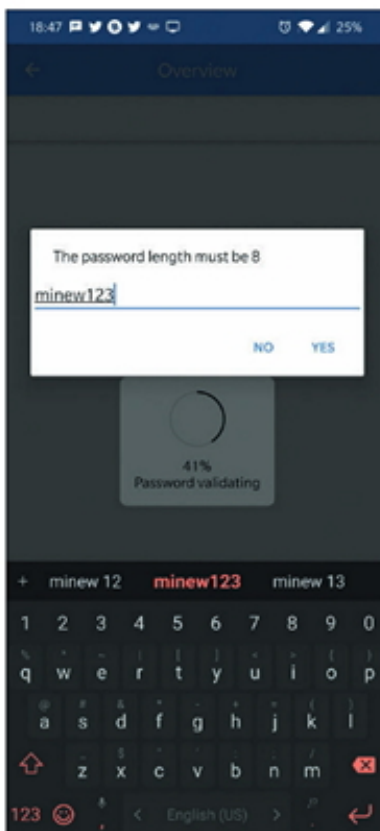 18:47 25%
Overview
The password length must be 8
minew123
NO YES
41%
Password validating
+ minew 12 minew123 minew 13
1 2 3 4 5 6 7 8 9 0
q w e r t y u i o p
a s d f g h j k l
z x c v b n m
123 < English (US) >